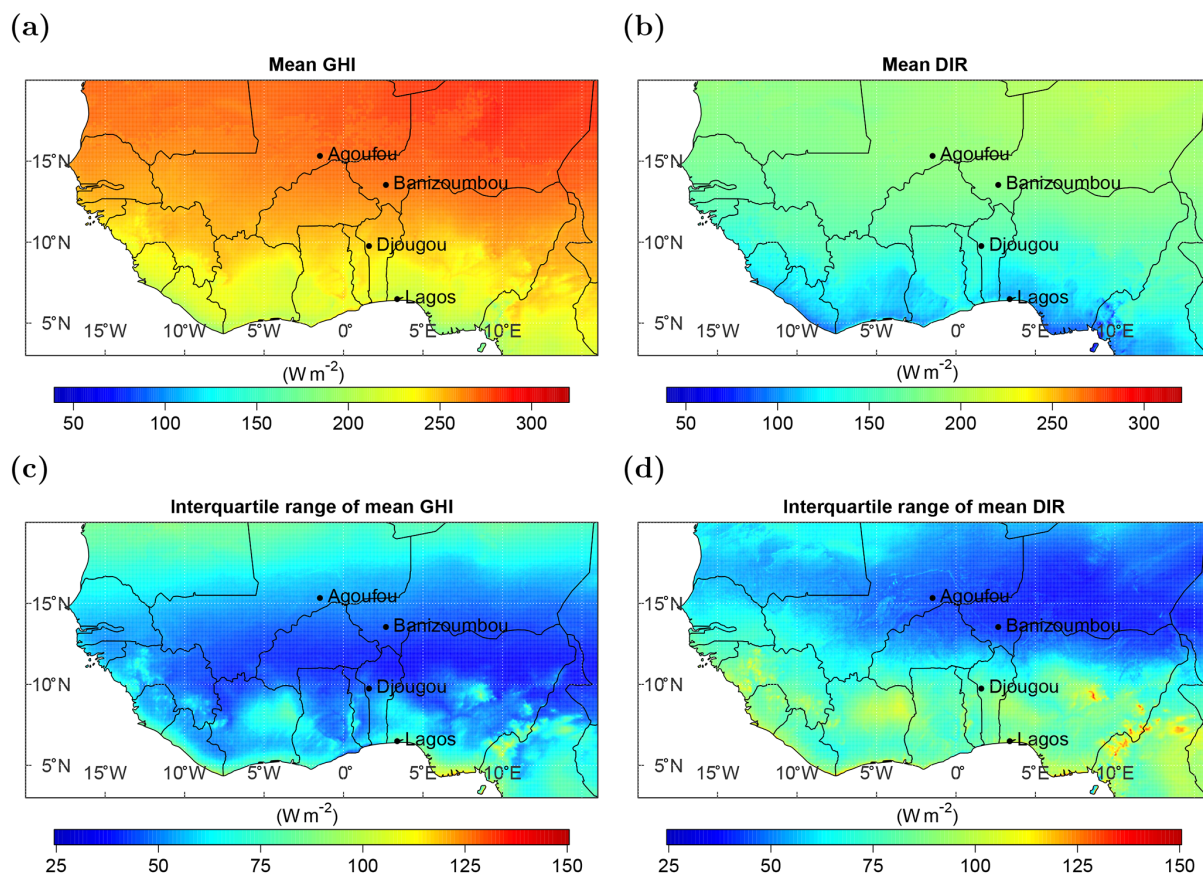 (a)
Mean GHI
Agoufou
Banizoumbou
Djougou
Lagos
15°N
10°N
5°N
15°W 10°W 5°W 0° 5°E 10°E
(W m-2)
50 100 150 200 250 300
(b)
Mean DIR
Agoufou
Banizoumbou
Djougou
Lagos
15°N
10°N
5°N
15°W 10°W 5°W 0° 5°E 10°E
(W m-2)
50 100 150 200 250 300
(c)
Interquartile range of mean GHI
Agoufou
Banizoumbou
Djougou
Lagos
15°N
10°N
5°N
15°W 10°W 5°W 0° 5°E 10°E
(W m-2)
25 50 75 100 125 150
(d)
Interquartile range of mean DIR
Agoufou
Banizoumbou
Djougou
Lagos
15°N
10°N
5°N
15°W 10°W 5°W 0° 5°E 10°E
(W m-2)
25 50 75 100 125 150